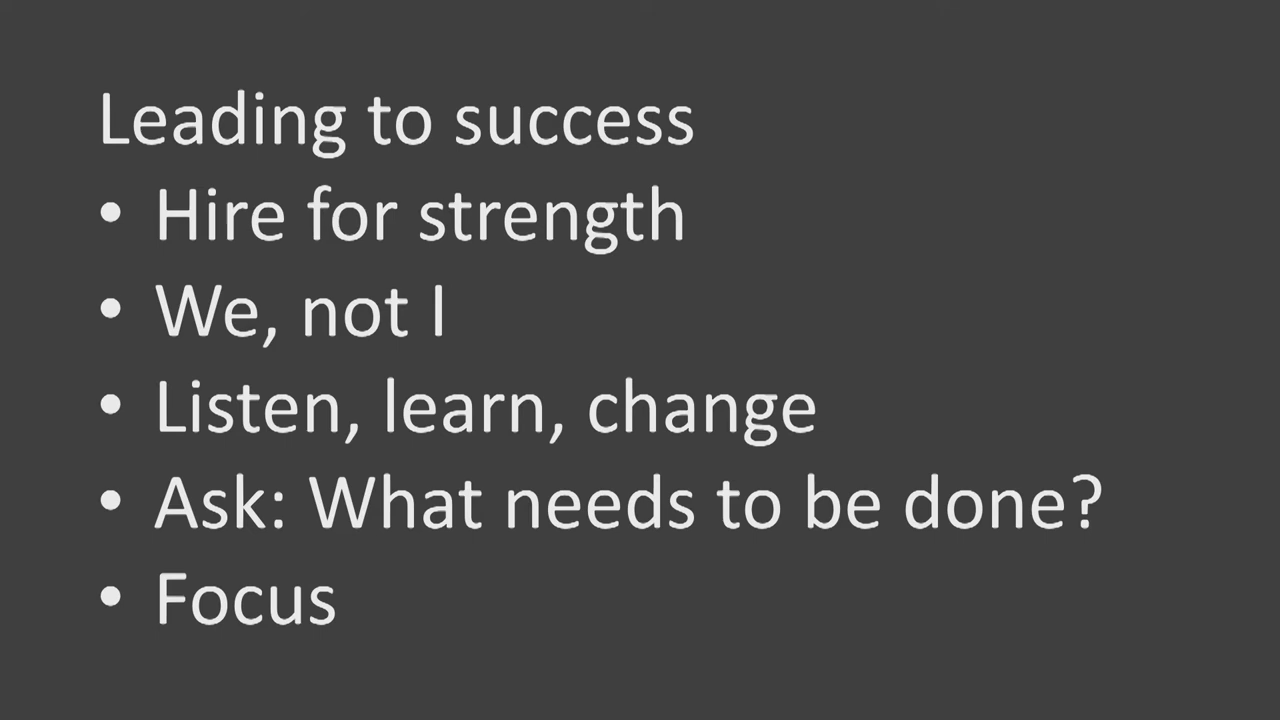 Leading to success
• Hire for strength
• We, not I
• Listen, learn, change
• Ask: What needs to be done?
• Focus